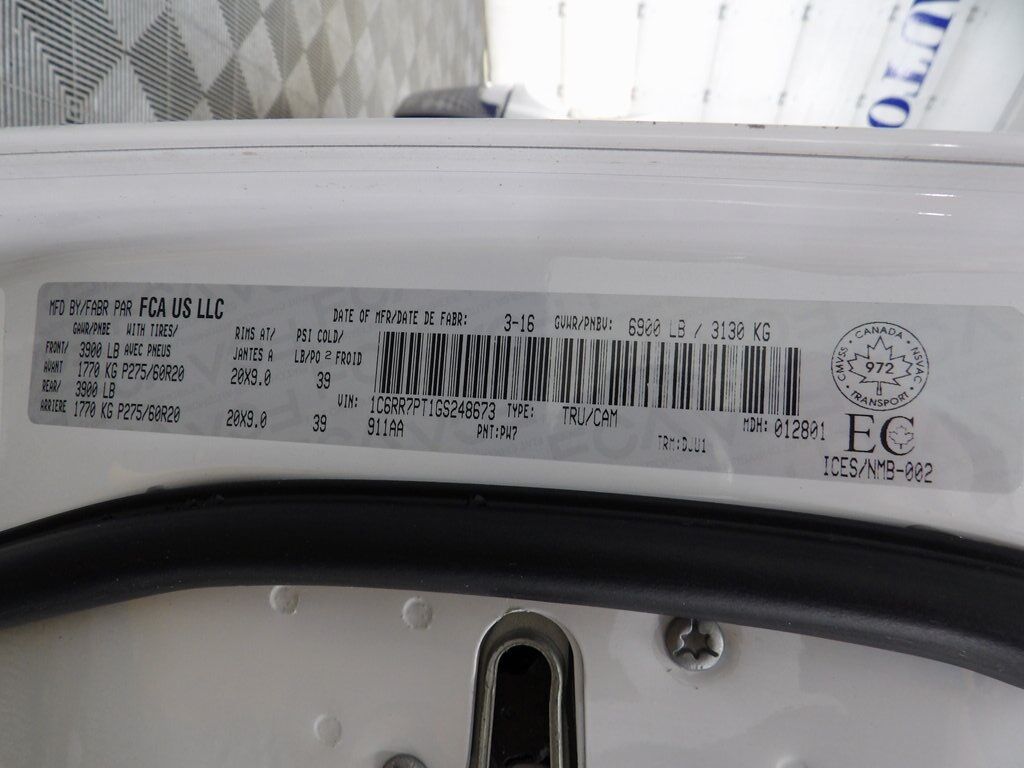 MFD BY/FABR PAR FCA US LLC
DATE OF MFR/DATE DE FABR: 3-16 GVWR/PNBV: 6900 LB / 3130 KG
GAWR/PNBE WITH TIRES/ RIMS AT/ PSI COLD/
FRONT/ 3900 LB AVEC PNEUS JANTES A LB/PO 2 FROID
AVANT 1770 KG P275/60R20 20X9.0 39
REAR/ 3900 LB
ARRIERE 1770 KG P275/60R20 20X9.0 39
VIN: 1C6RR7PT1GS248673 TYPE: TRU/CAM MDH: 012801
911AA PNT:PW7 TRM:DJU1
CANADA
CMVSS NSVAC
972
TRANSPORT
EC
ICES/NMB-002